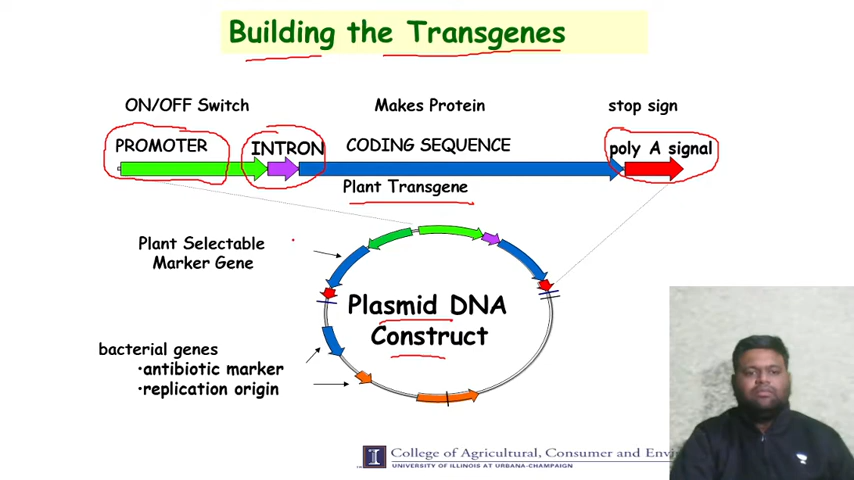 Building the Transgenes
ON/OFF Switch
Makes Protein
stop sign
PROMOTER
INTRON
CODING SEQUENCE
poly A signal
Plant Transgene
Plant Selectable
Marker Gene
Plasmid DNA
Construct
bacterial genes
•antibiotic marker
•replication origin
I
College of Agricultural, Consumer and
UNIVERSITY OF ILLINOIS AT URBANA-CHAMPAIGN